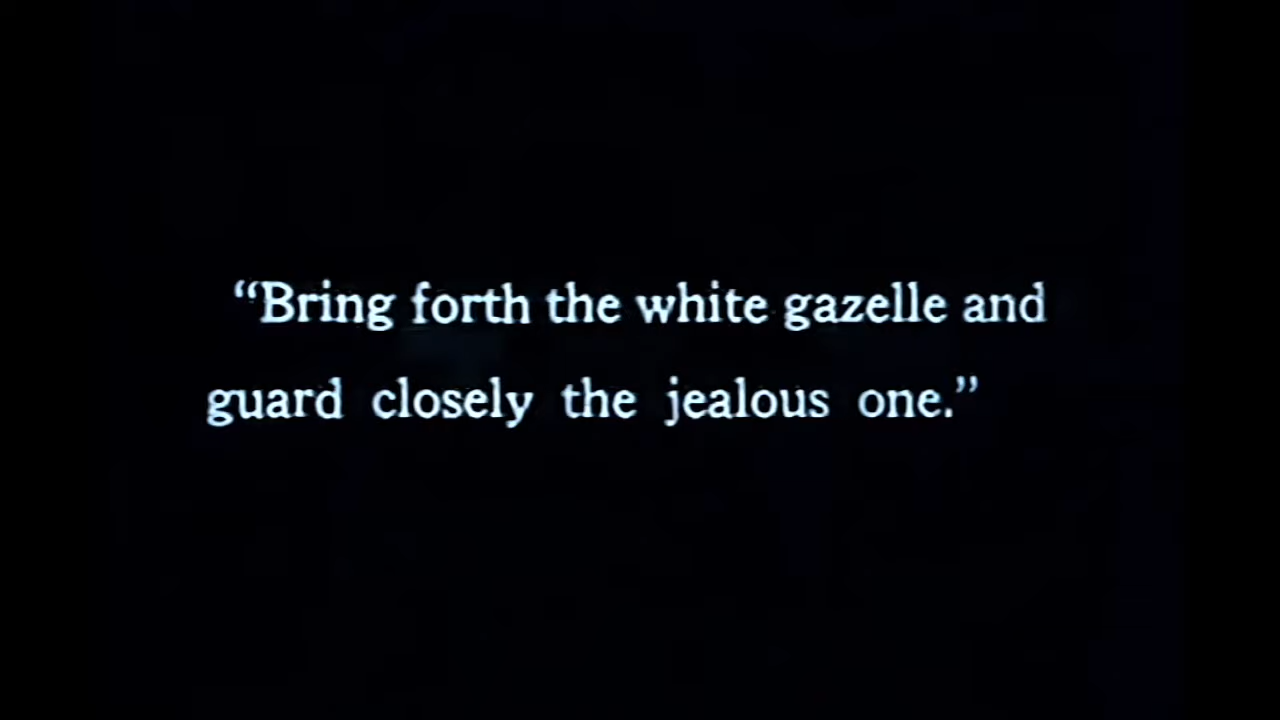 “Bring forth the white gazelle and
guard closely the jealous one.”